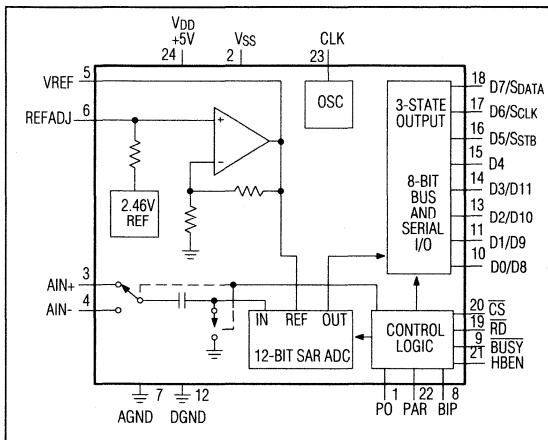 VDD
+5V
24
VSS
2
CLK
23
VREF 5
REFADJ 6
OSC
2.46V
REF
3-STATE
OUTPUT
8-BIT
BUS
AND
SERIAL
I/O
18 D7/SDATA
17 D6/SCLK
16 D5/SSTB
15 D4
14 D3/D11
13 D2/D10
11 D1/D9
10 D0/D8
AIN+ 3
AIN- 4
IN REF OUT
12-BIT SAR ADC
CONTROL
LOGIC
20 CS
19 RD
9 BUSY
21 HBEN
7
AGND
12
DGND
1
PO
22
PAR
8
BIP